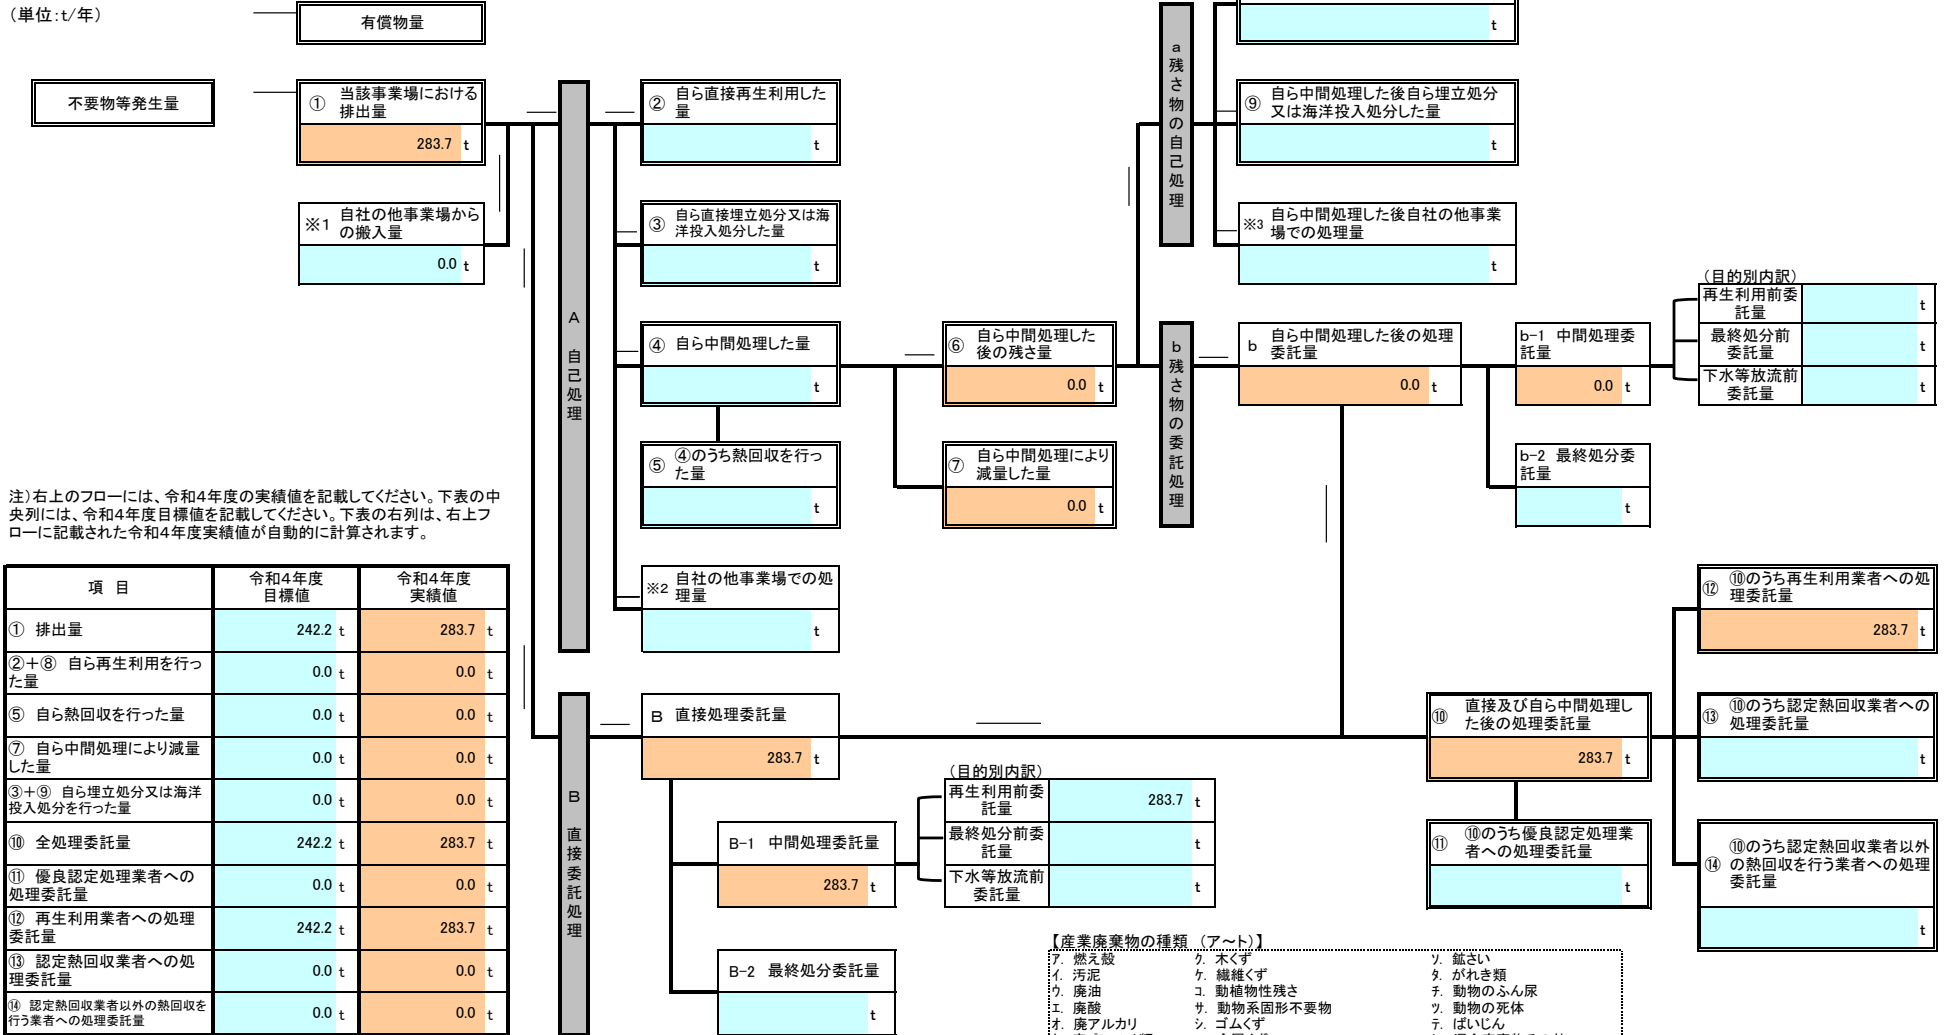 （単位：t/年）
有償物量
t
不要物等発生量
① 当該事業場における
排出量
283.7 t
※1 自社の他事業場から
の搬入量
0.0 t
A
自己処理
② 自ら直接再生利用した
量
t
③ 自ら直接埋立処分又は海
洋投入処分した量
t
④ 自ら中間処理した量
t
⑤ ④のうち熱回収を行っ
た量
t
※2 自社の他事業場での処
理量
t
⑥ 自ら中間処理した
後の残さ量
0.0 t
⑦ 自ら中間処理により
減量した量
0.0 t
a
残さ物の自己処理
⑨ 自ら中間処理した後自ら埋立処分
又は海洋投入処分した量
t
※3 自ら中間処理した後自社の他事業
場での処理量
t
b
残さ物の委託処理
b 自ら中間処理した後の処理
委託量
0.0 t
b-1 中間処理委
託量
0.0 t
b-2 最終処分委
託量
t
（目的別内訳）
再生利用前委
託量
t
最終処分前
委託量
t
下水等放流前
委託量
t
注）右上のフローには、令和４年度の実績値を記載してください。下表の中
央列には、令和４年度目標値を記載してください。下表の右列は、右上フ
ローに記載された令和４年度実績値が自動的に計算されます。
項 目 令和４年度 目標値 令和４年度 実績値
① 排出量 242.2 t 283.7 t
②＋⑧ 自ら再生利用を行っ
た量 0.0 t 0.0 t
⑤ 自ら熱回収を行った量 0.0 t 0.0 t
⑦ 自ら中間処理により減量
した量 0.0 t 0.0 t
③＋⑨ 自ら埋立処分又は海洋
投入処分を行った量 0.0 t 0.0 t
⑩ 全処理委託量 242.2 t 283.7 t
⑪ 優良認定処理業者への
処理委託量 0.0 t 0.0 t
⑫ 再生利用業者への処理
委託量 242.2 t 283.7 t
⑬ 認定熱回収業者への処
理委託量 0.0 t 0.0 t
⑭ 認定熱回収業者以外の熱回収を
行う業者への処理委託量 0.0 t 0.0 t
B
直接委託処理
B 直接処理委託量
283.7 t
B-1 中間処理委託量
283.7 t
B-2 最終処分委託量
t
（目的別内訳）
再生利用前委
託量
283.7 t
最終処分前委
託量
t
下水等放流前
委託量
t
⑩ 直接及び自ら中間処理し
た後の処理委託量
283.7 t
⑪ ⑩のうち優良認定処理業
者への処理委託量
t
⑫ ⑩のうち再生利用業者への処
理委託量
283.7 t
⑬ ⑩のうち認定熱回収業者への
処理委託量
t
⑭ ⑩のうち認定熱回収業者以外
の熱回収を行う業者への処理
委託量
t
【産業廃棄物の種類 （ア～ト）】
ア. 燃え殻 ク. 木くず ソ. 鉱さい
イ. 汚泥 ケ. 繊維くず タ. がれき類
ウ. 廃油 コ. 動植物性残さ チ. 動物のふん尿
エ. 廃酸 サ. 動物系固形不要物 ツ. 動物の死体
オ. 廃アルカリ シ. ゴムくず テ. ばいじん